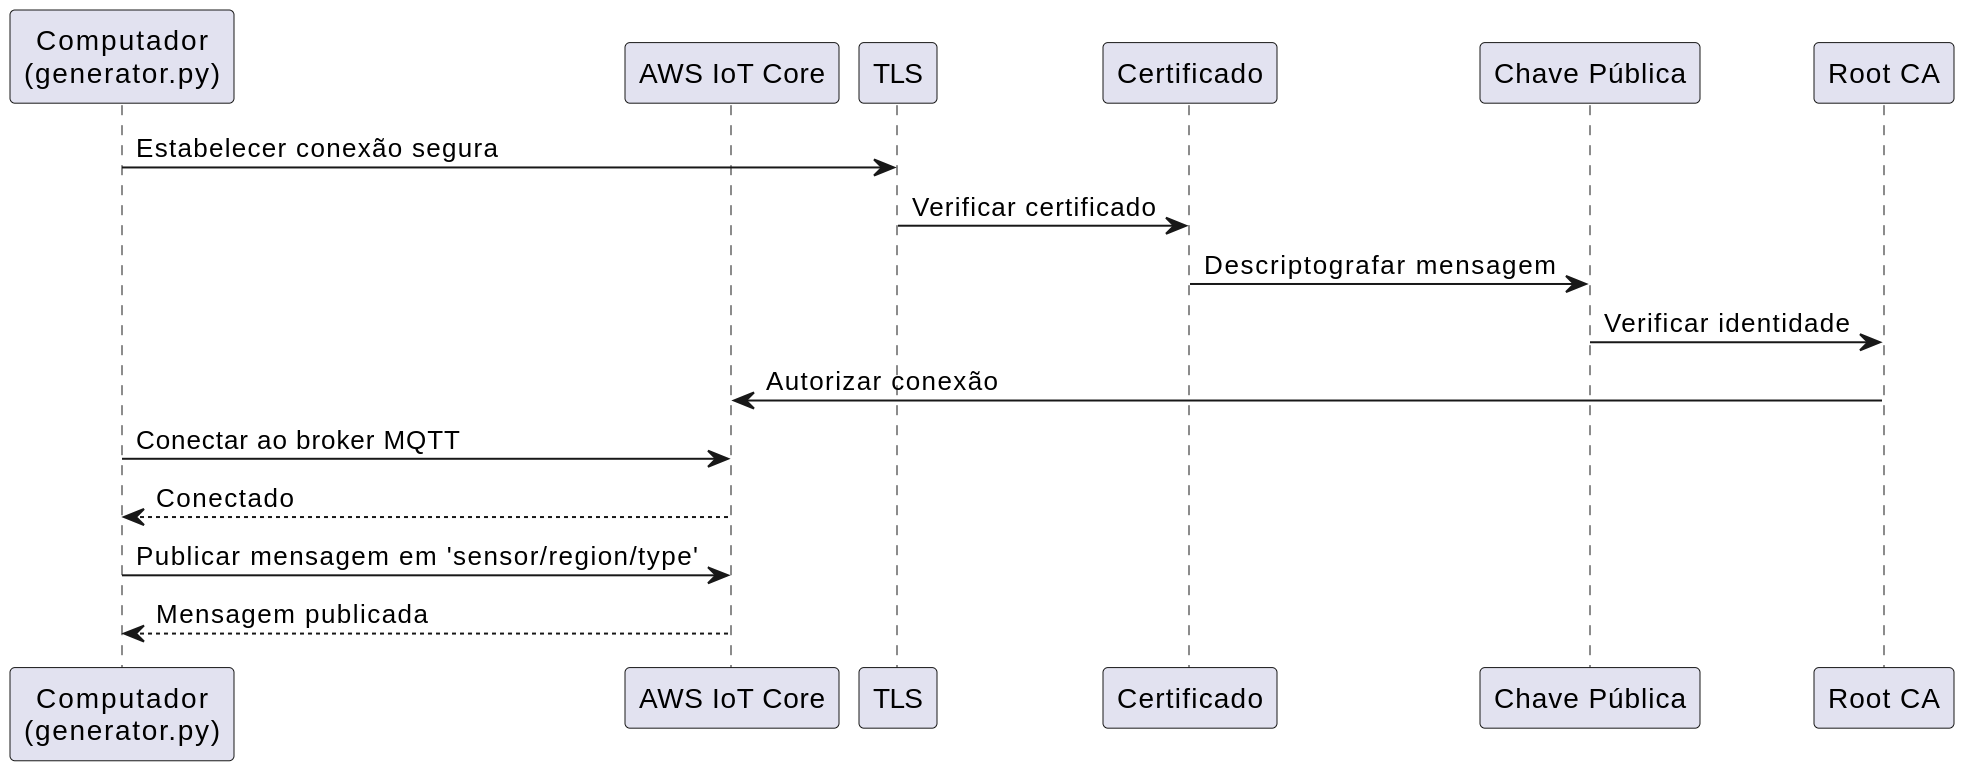 Computador
(generator.py)
AWS IoT Core
TLS
Certificado
Chave Pública
Root CA
Estabelecer conexão segura
Verificar certificado
Descriptografar mensagem
Verificar identidade
Autorizar conexão
Conectar ao broker MQTT
Conectado
Publicar mensagem em 'sensor/region/type'
Mensagem publicada
Computador
(generator.py)
AWS IoT Core
TLS
Certificado
Chave Pública
Root CA